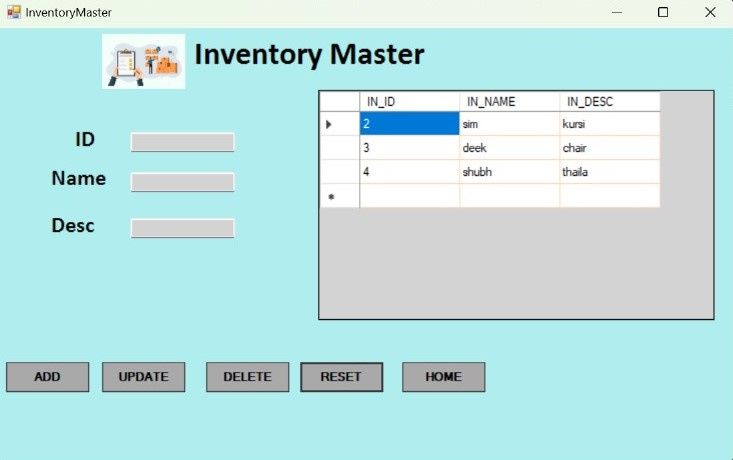 InventoryMaster
Inventory Master
ID
Name
Desc
IN_ID IN_NAME IN_DESC
2 sim kursi
3 deek chair
4 shubh thaila
ADD UPDATE DELETE RESET HOME